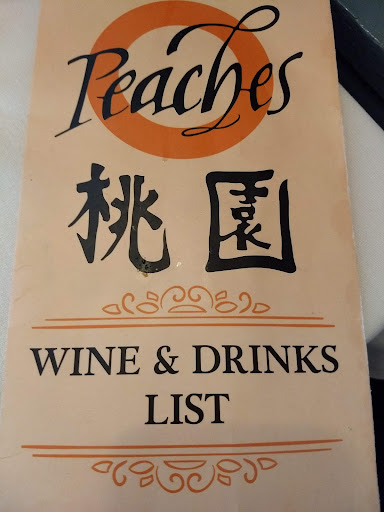 Peaches
桃園
WINE & DRINKS
LIST